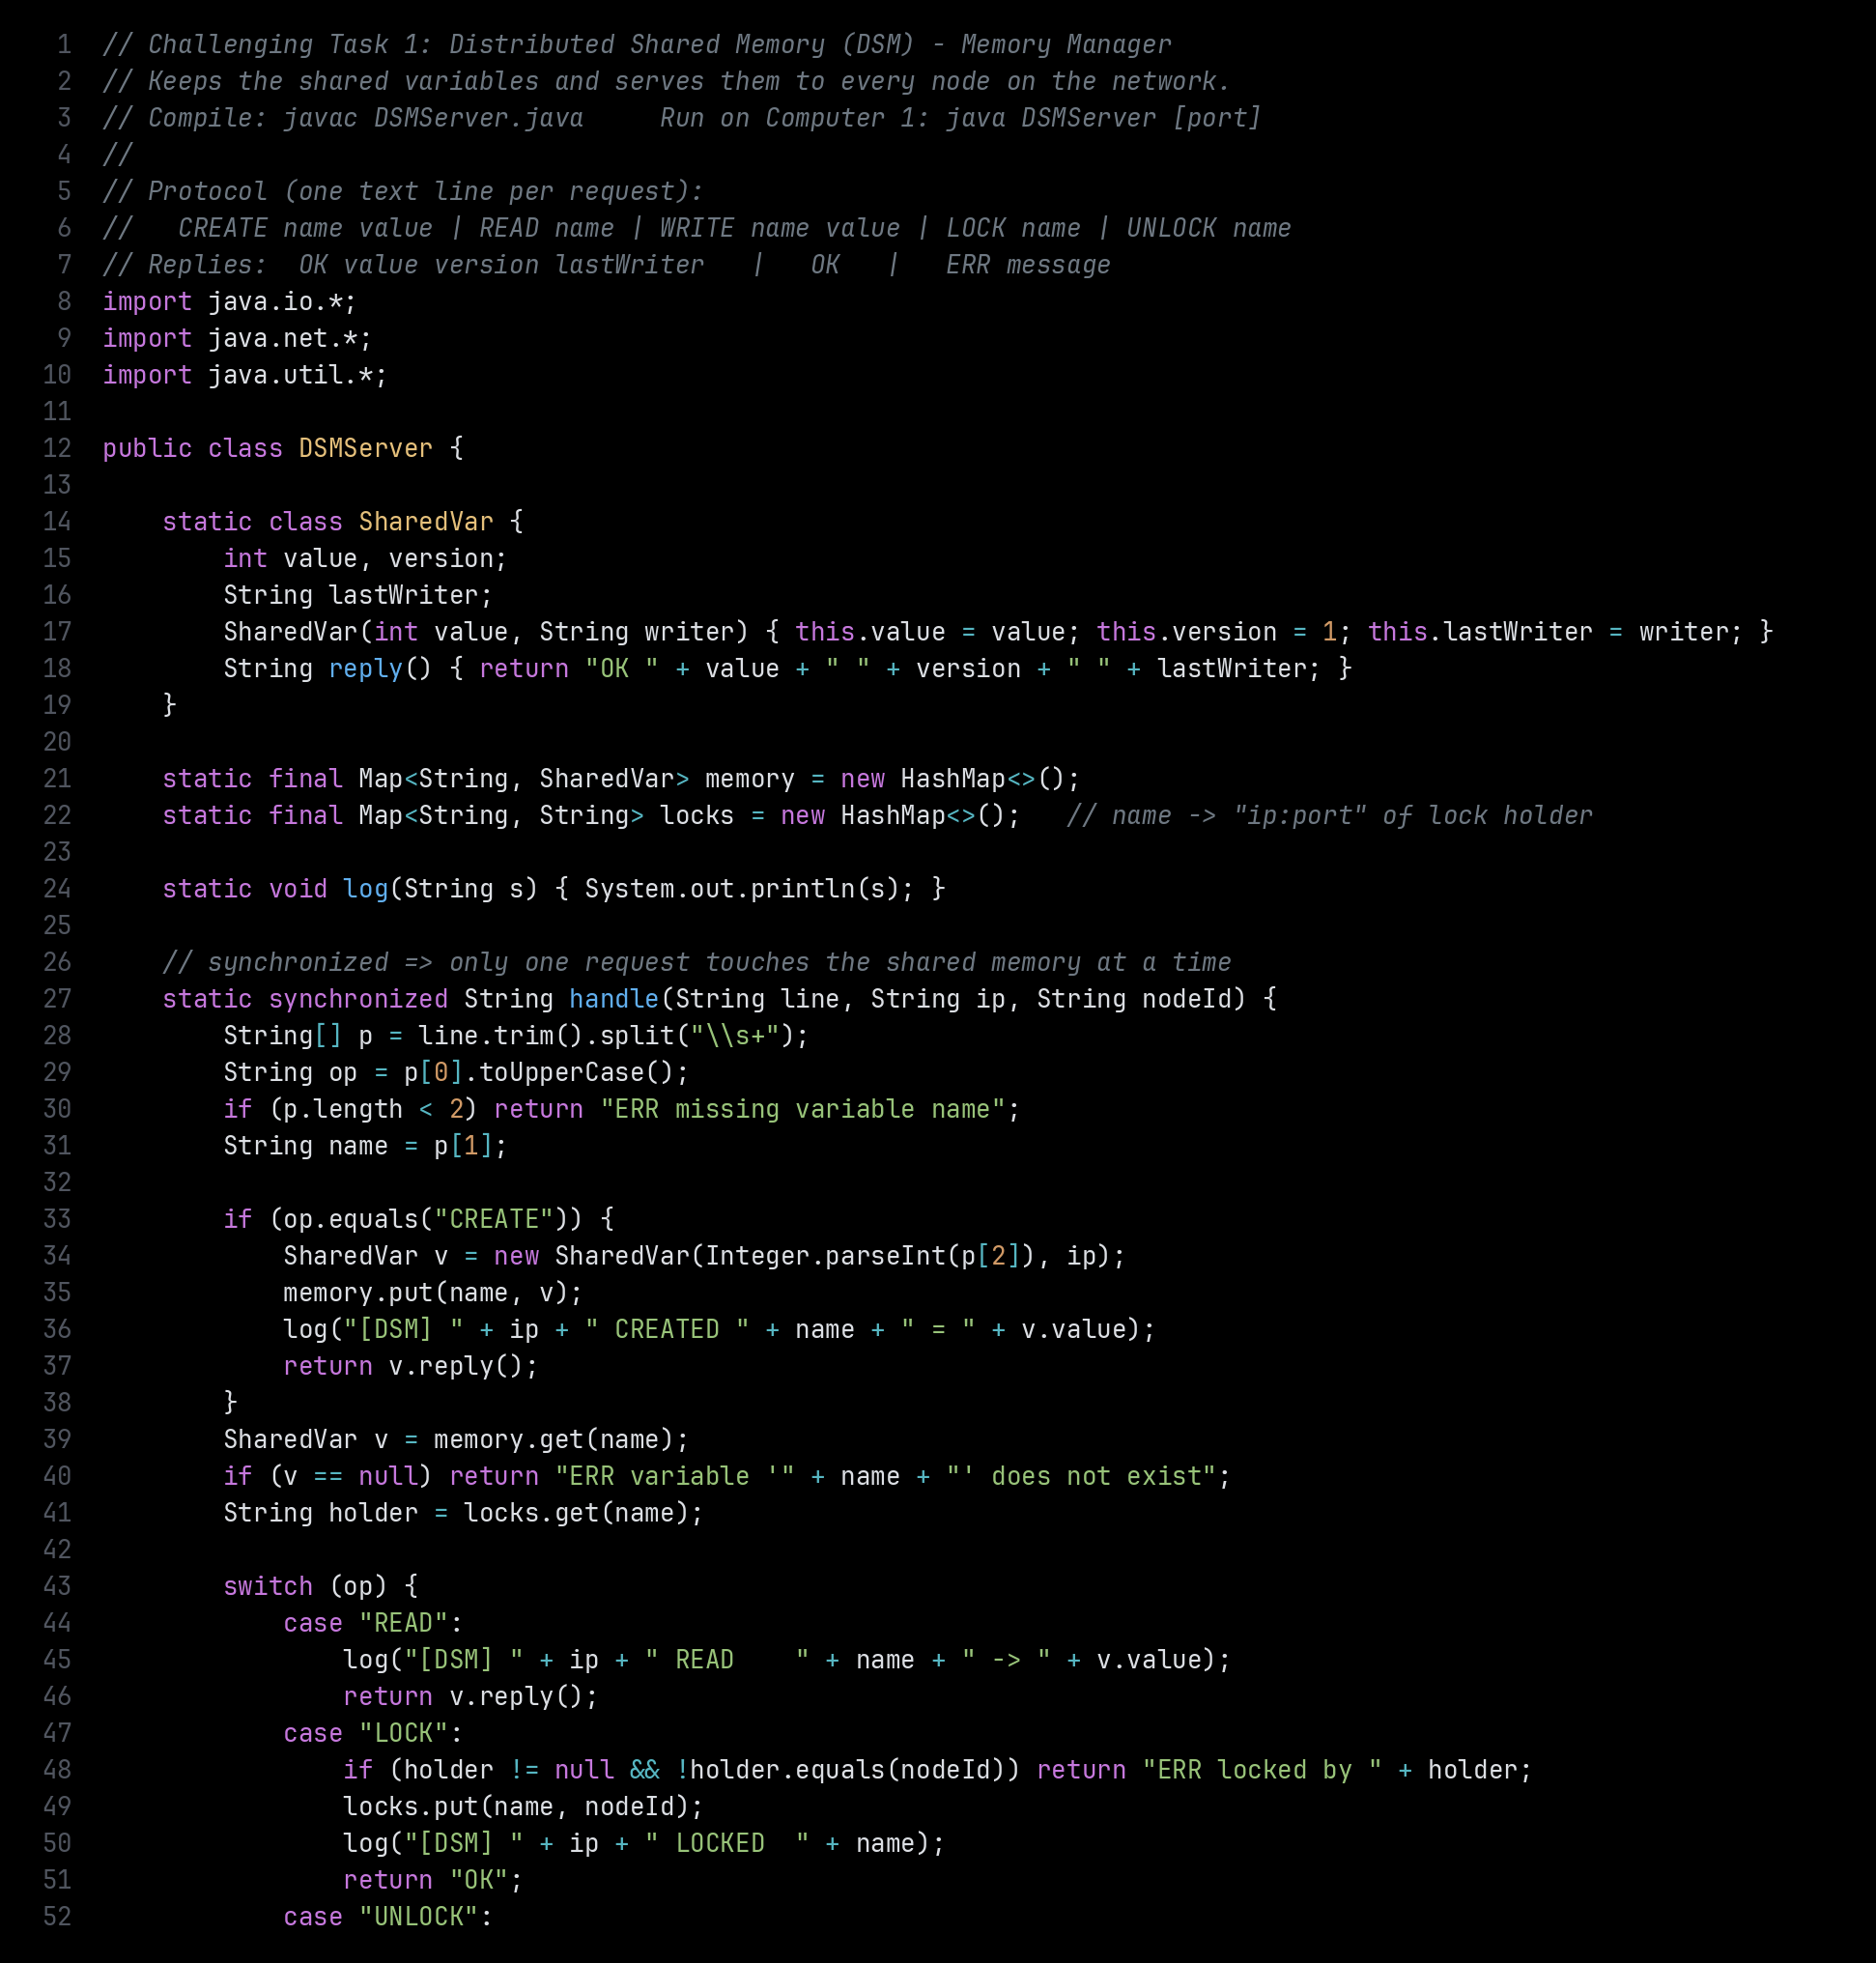 1 // Challenging Task 1: Distributed Shared Memory (DSM) - Memory Manager
2 // Keeps the shared variables and serves them to every node on the network.
3 // Compile: javac DSMServer.java     Run on Computer 1: java DSMServer [port]
4 //
5 // Protocol (one text line per request):
6 //   CREATE name value | READ name | WRITE name value | LOCK name | UNLOCK name
7 // Replies:  OK value version lastWriter   |   OK   |   ERR message
8 import java.io.*;
9 import java.net.*;
10 import java.util.*;
11
12 public class DSMServer {
13
14     static class SharedVar {
15         int value, version;
16         String lastWriter;
17         SharedVar(int value, String writer) { this.value = value; this.version = 1; this.lastWriter = writer; }
18         String reply() { return "OK " + value + " " + version + " " + lastWriter; }
19     }
20
21     static final Map<String, SharedVar> memory = new HashMap<>();
22     static final Map<String, String> locks = new HashMap<>();   // name -> "ip:port" of lock holder
23
24     static void log(String s) { System.out.println(s); }
25
26     // synchronized => only one request touches the shared memory at a time
27     static synchronized String handle(String line, String ip, String nodeId) {
28         String[] p = line.trim().split("\\s+");
29         String op = p[0].toUpperCase();
30         if (p.length < 2) return "ERR missing variable name";
31         String name = p[1];
32
33         if (op.equals("CREATE")) {
34             SharedVar v = new SharedVar(Integer.parseInt(p[2]), ip);
35             memory.put(name, v);
36             log("[DSM] " + ip + " CREATED " + name + " = " + v.value);
37             return v.reply();
38         }
39         SharedVar v = memory.get(name);
40         if (v == null) return "ERR variable '" + name + "' does not exist";
41         String holder = locks.get(name);
42
43         switch (op) {
44             case "READ":
45                 log("[DSM] " + ip + " READ    " + name + " -> " + v.value);
46                 return v.reply();
47             case "LOCK":
48                 if (holder != null && !holder.equals(nodeId)) return "ERR locked by " + holder;
49                 locks.put(name, nodeId);
50                 log("[DSM] " + ip + " LOCKED  " + name);
51                 return "OK";
52             case "UNLOCK":